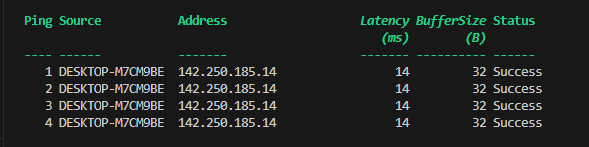 Ping Source           Address                   Latency BufferSize Status
                                                   (ms)        (B)
---- ------           -------                   ------- ---------- ------
   1 DESKTOP-M7CM9BE  142.250.185.14                 14         32 Success
   2 DESKTOP-M7CM9BE  142.250.185.14                 14         32 Success
   3 DESKTOP-M7CM9BE  142.250.185.14                 14         32 Success
   4 DESKTOP-M7CM9BE  142.250.185.14                 14         32 Success